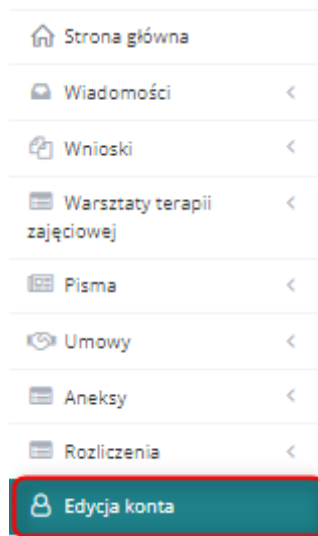 Strona główna
Wiadomości
Wnioski
Warsztaty terapii
zajęciowej
Pisma
Umowy
Aneksy
Rozliczenia
Edycja konta